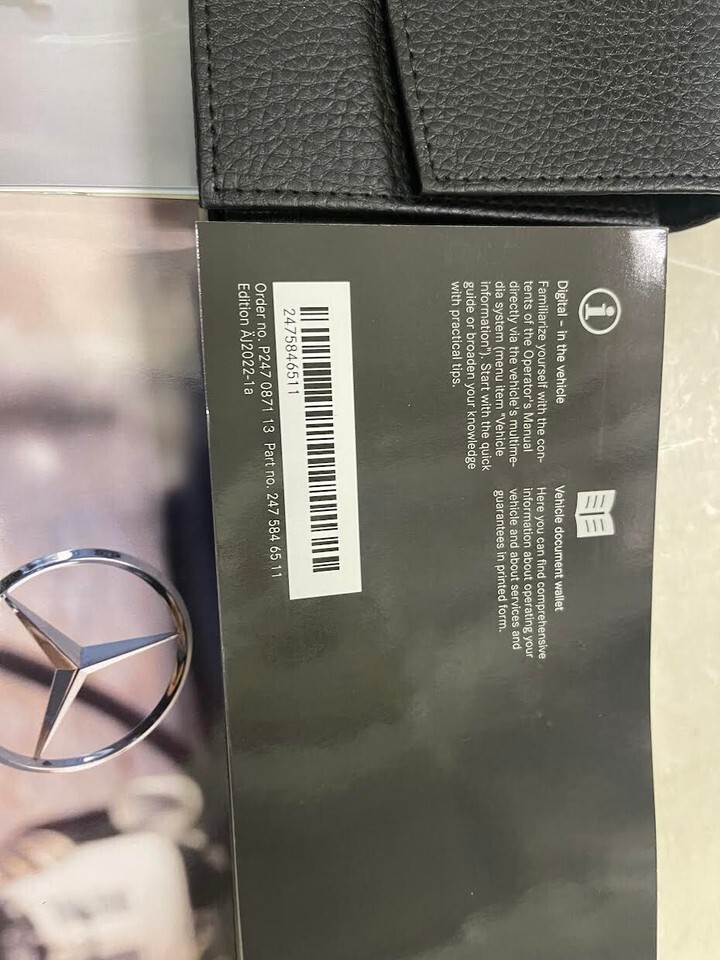 Digital – in the vehicle
Familiarize yourself with the con-
tents of the Operator's Manual
directly via the vehicle's multime-
dia system (menu item "Vehicle
information"). Start with the quick
guide or broaden your knowledge
with practical tips.
Vehicle document wallet
Here you can find comprehensive
information about operating your
vehicle and about services and
guarantees in printed form.
2475846511
Order no. P247 0871 13 Part no. 247 584 65 11
Edition ÄJ2022-1a